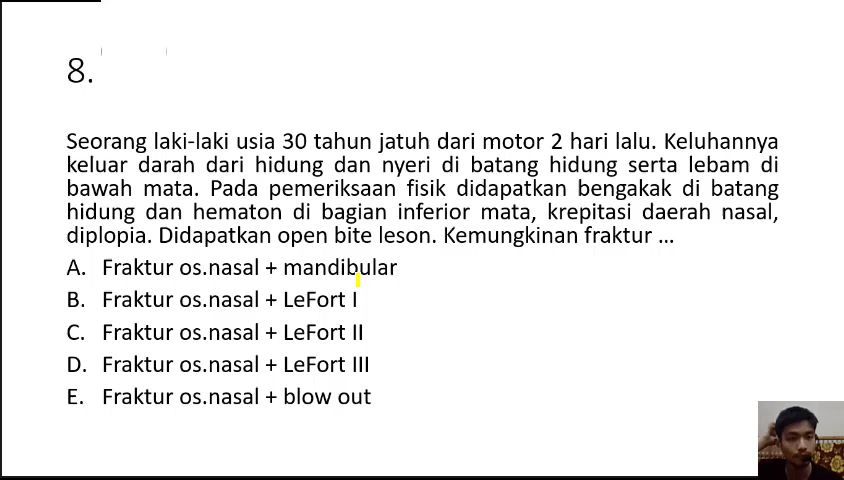 8.
Seorang laki-laki usia 30 tahun jatuh dari motor 2 hari lalu. Keluhannya
keluar darah dari hidung dan nyeri di batang hidung serta lebam di
bawah mata. Pada pemeriksaan fisik didapatkan bengakak di batang
hidung dan hematon di bagian inferior mata, krepitasi daerah nasal,
diplopia. Didapatkan open bite leson. Kemungkinan fraktur ...
A. Fraktur os.nasal + mandibular
B. Fraktur os.nasal + LeFort I
C. Fraktur os.nasal + LeFort II
D. Fraktur os.nasal + LeFort III
E. Fraktur os.nasal + blow out